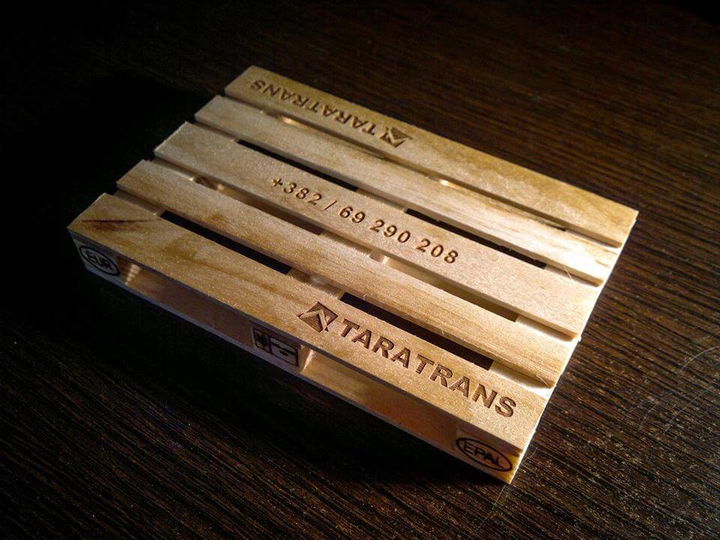 TARATRANS
+382 / 69 290 208
TARATRANS
EUR
EPAL